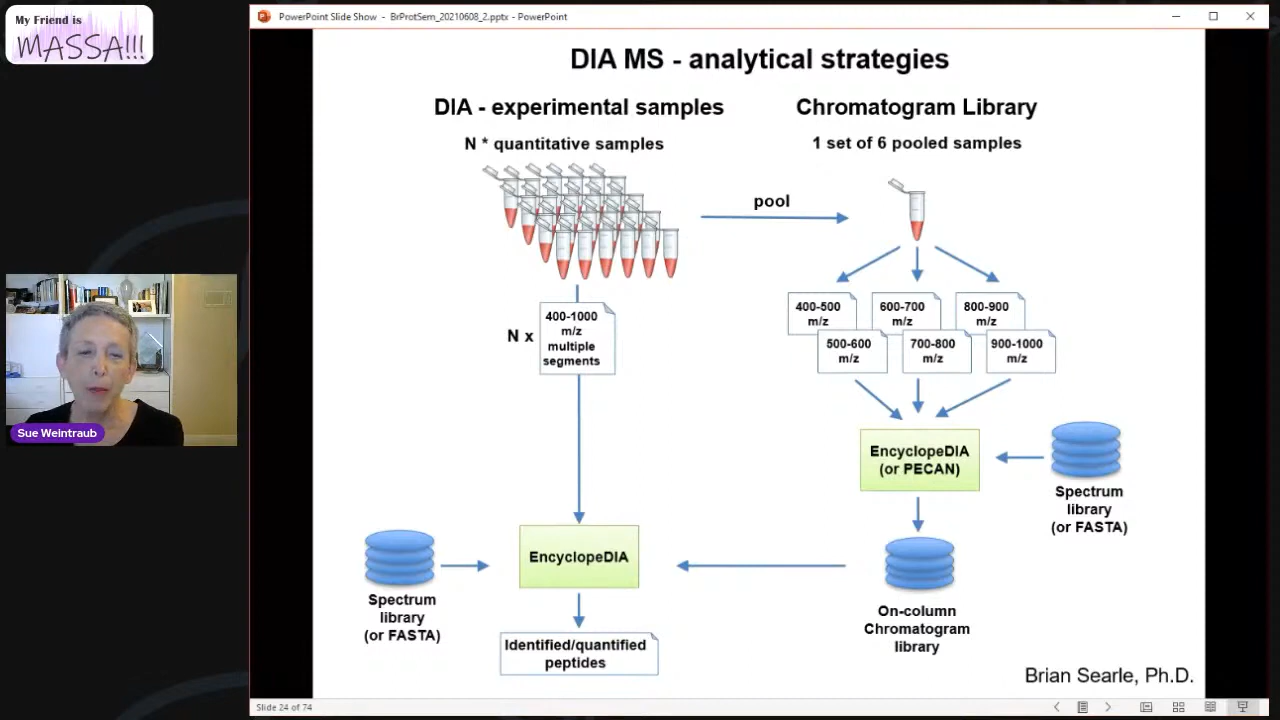 My Friend is
MASSA!!!
PowerPoint Slide Show - BrProtSem_20210608_2.pptx - PowerPoint
DIA MS - analytical strategies
DIA - experimental samples
N * quantitative samples
Chromatogram Library
1 set of 6 pooled samples
pool
N x
400-1000
m/z
multiple
segments
400-500
m/z
600-700
m/z
800-900
m/z
500-600
m/z
700-800
m/z
900-1000
m/z
EncyclopeDIA
(or PECAN)
Spectrum
library
(or FASTA)
Sue Weintraub
Spectrum
library
(or FASTA)
EncyclopeDIA
On-column
Chromatogram
library
Identified/quantified
peptides
Brian Searle, Ph.D.
Slide 24 of 74